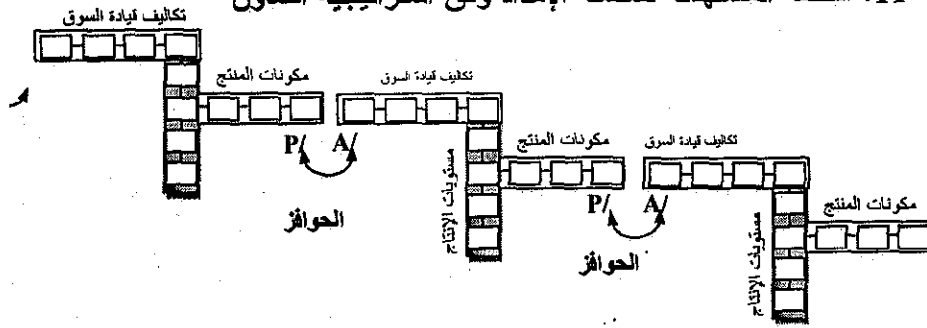 تكاليف قيادة السوق
مكونات المنتج
تكاليف قيادة السوق
P/ A/
الحوافز
مستويات الإنتاج
مكونات المنتج
تكاليف قيادة السوق
P/ A/
الحوافز
مستويات الإنتاج
مكونات المنتج